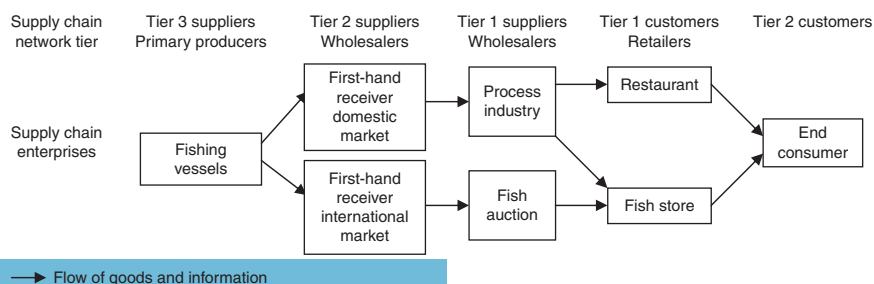 Supply chain
network tier
Tier 3 suppliers
Primary producers
Tier 2 suppliers
Wholesalers
Tier 1 suppliers
Wholesalers
Tier 1 customers
Retailers
Tier 2 customers
Supply chain
enterprises
Fishing
vessels
First-hand
receiver
domestic
market
First-hand
receiver
international
market
Process
industry
Fish
auction
Restaurant
Fish store
End
consumer
Flow of goods and information